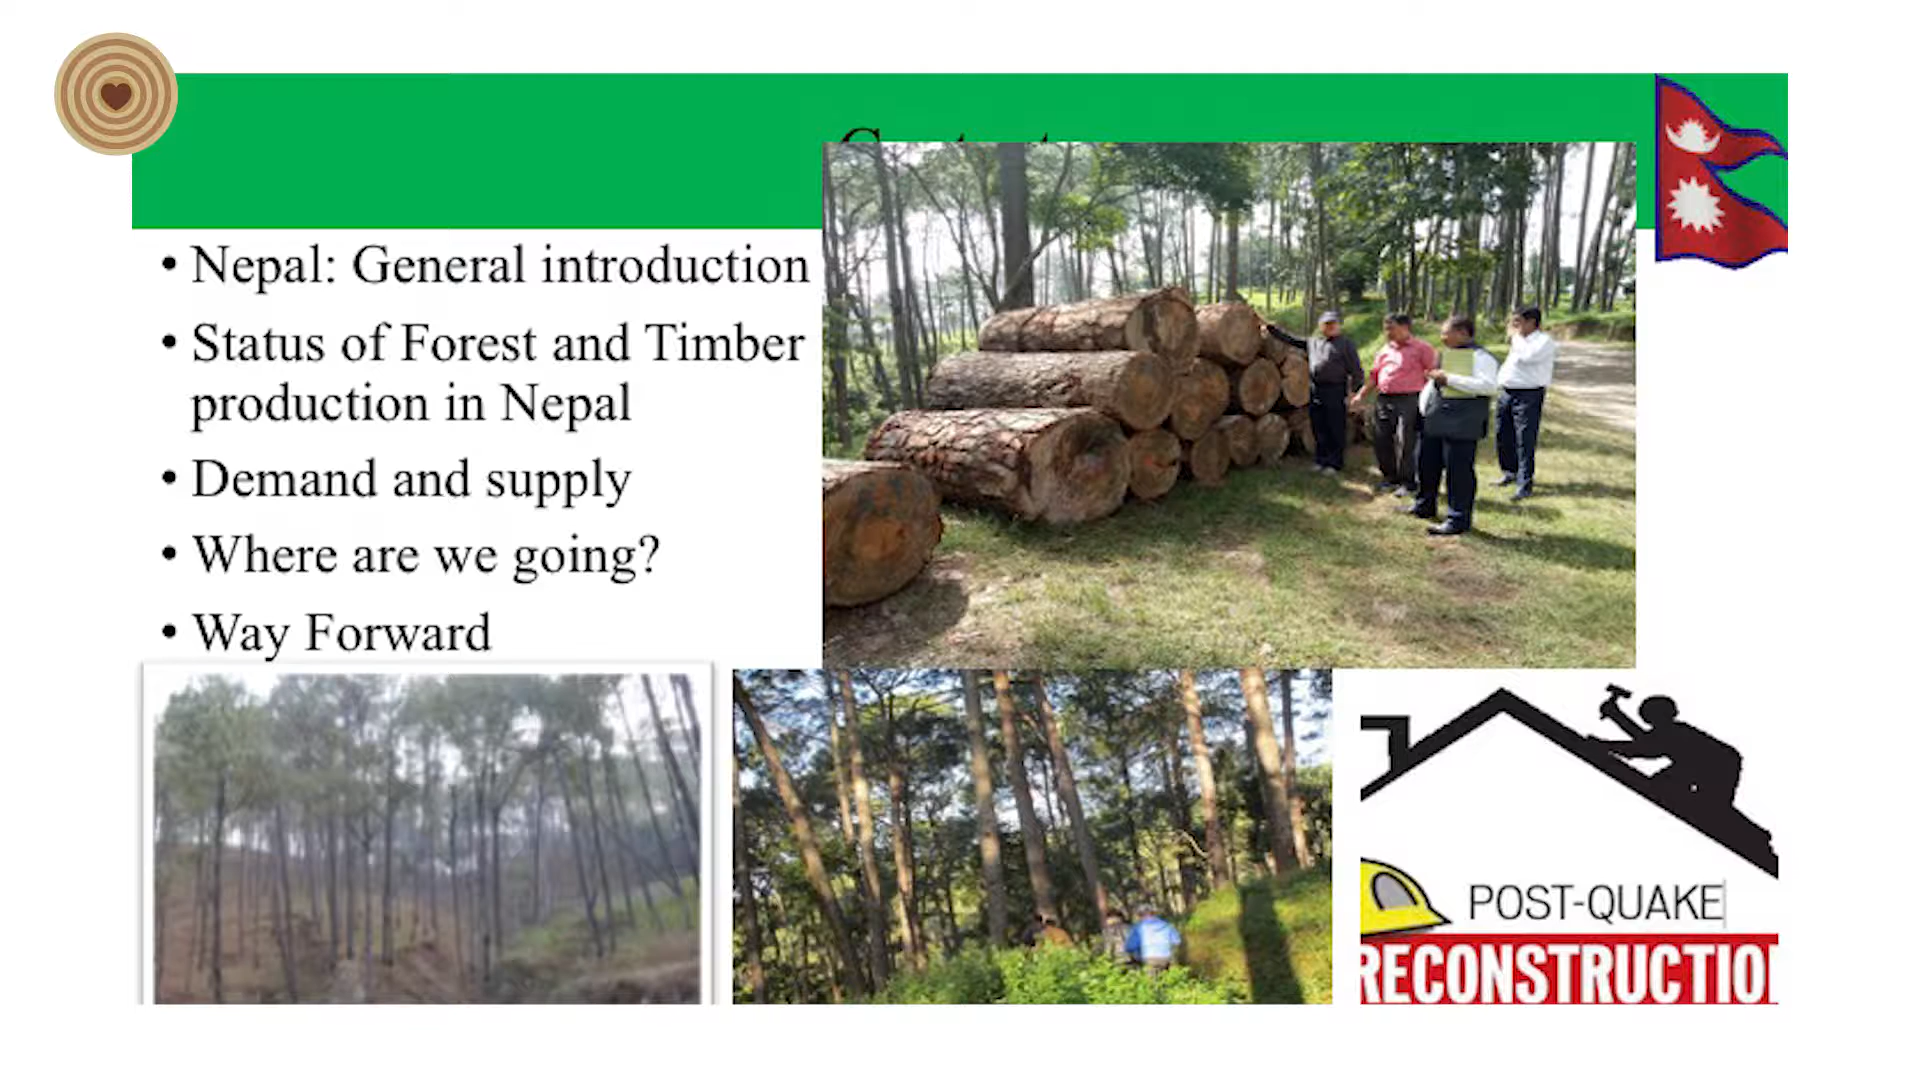 • Nepal: General introduction
• Status of Forest and Timber
production in Nepal
• Demand and supply
• Where are we going?
• Way Forward
POST-QUAKE
RECONSTRUCTIO